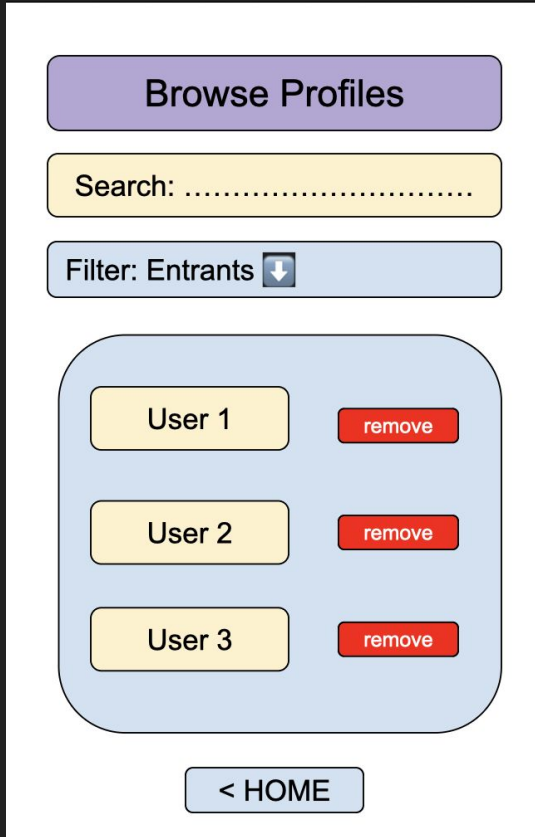 Browse Profiles
Search: ..............................
Filter: Entrants ⬇️
User 1 remove
User 2 remove
User 3 remove
< HOME